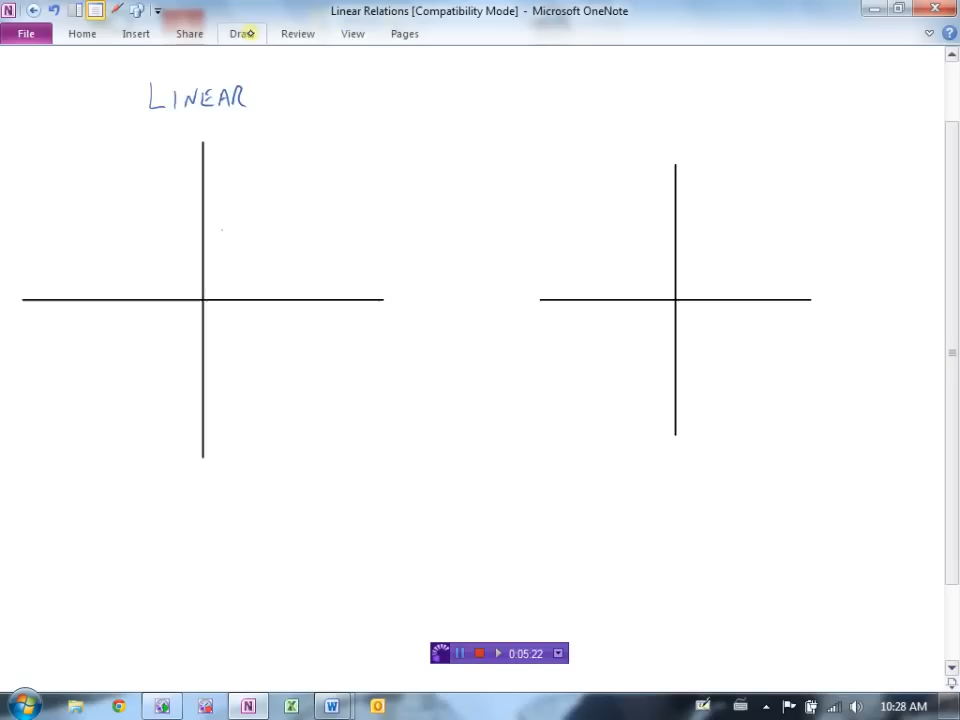 Linear Relations [Compatibility Mode] - Microsoft OneNote
File Home Insert Share Draw Review View Pages
LINEAR
0:05:22
10:28 AM